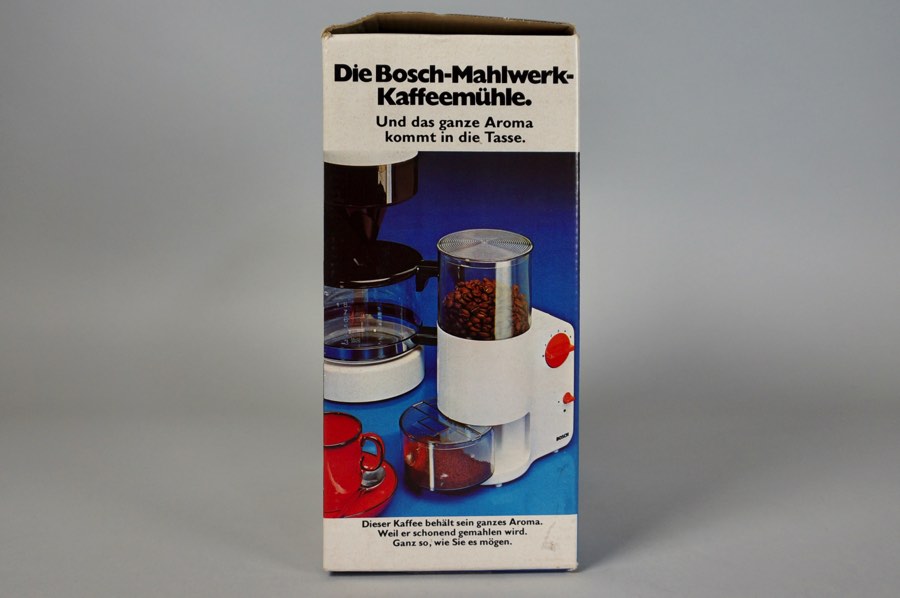 Die Bosch-Mahlwerk-
Kaffeemühle.
Und das ganze Aroma
kommt in die Tasse.
BOSCH
Dieser Kaffee behält sein ganzes Aroma.
Weil er schonend gemahlen wird.
Ganz so, wie Sie es mögen.